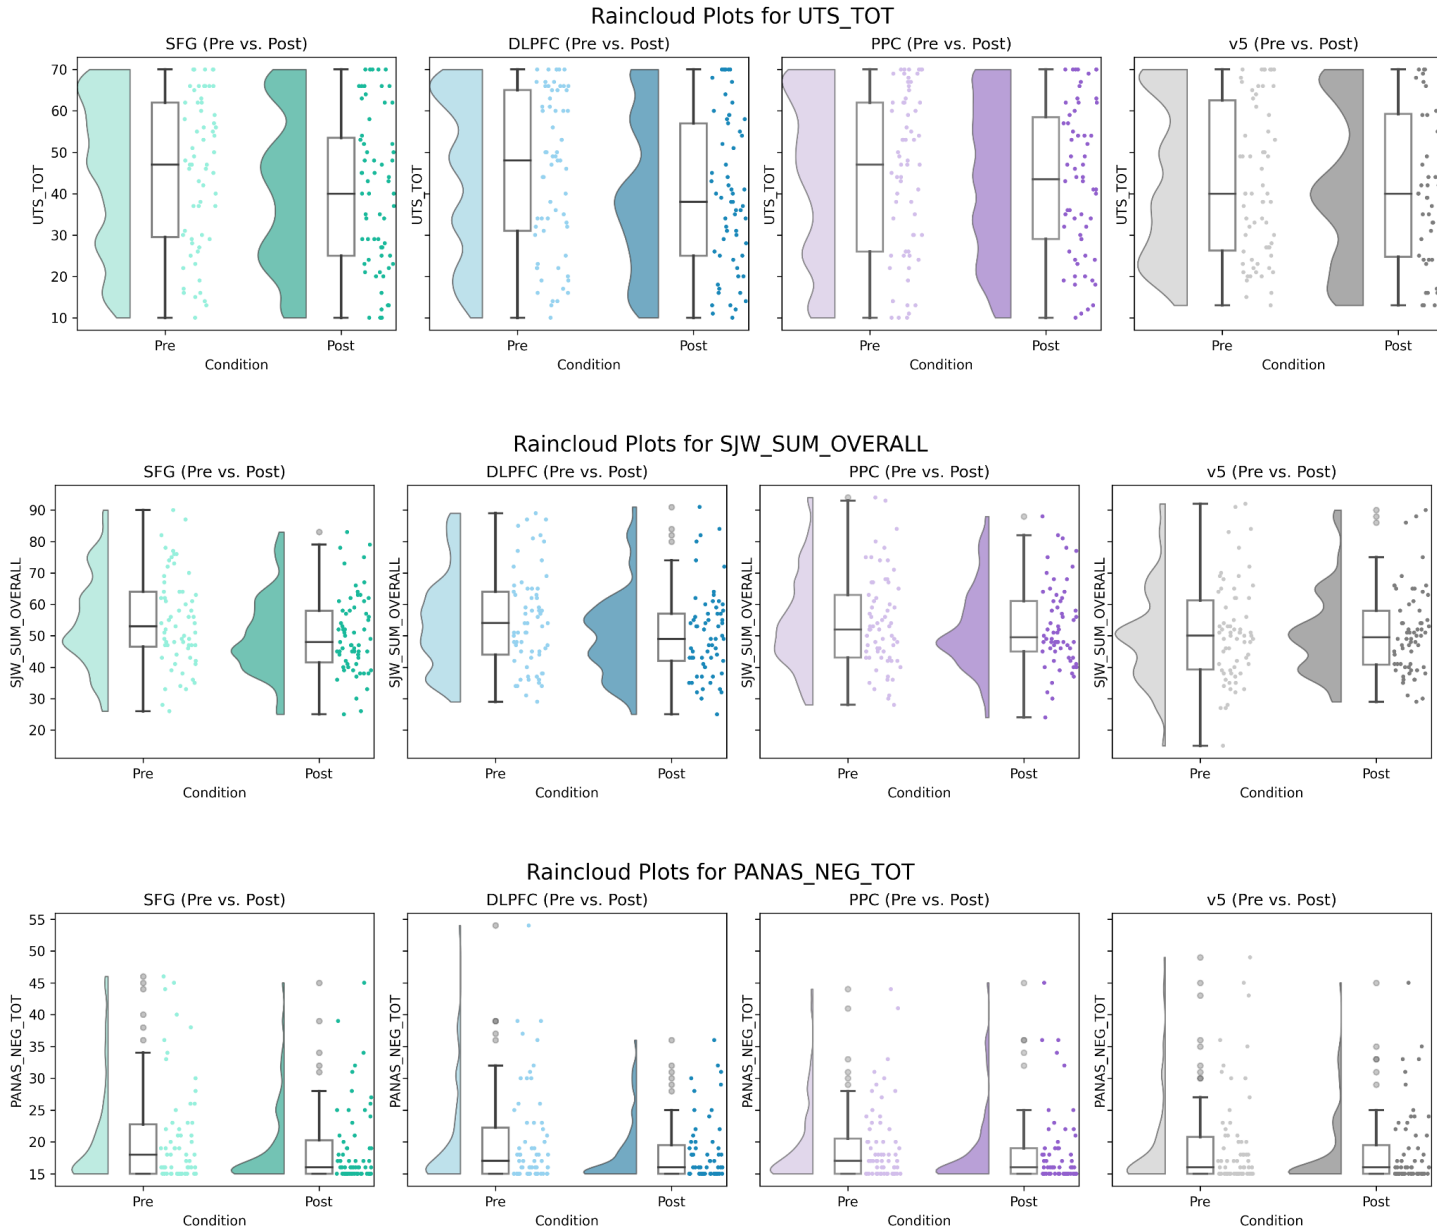 Raincloud Plots for UTS_TOT
SFG (Pre vs. Post) DLPFC (Pre vs. Post) PPC (Pre vs. Post) v5 (Pre vs. Post)
70
60
50
40
30
20
10
UTS_TOT UTS_TOT UTS_TOT UTS_TOT
Pre Post Pre Post Pre Post Pre Post
Condition Condition Condition Condition
Raincloud Plots for SJW_SUM_OVERALL
SFG (Pre vs. Post) DLPFC (Pre vs. Post) PPC (Pre vs. Post) v5 (Pre vs. Post)
90
80
70
60
50
40
30
20
SJW_SUM_OVERALL SJW_SUM_OVERALL SJW_SUM_OVERALL SJW_SUM_OVERALL
Pre Post Pre Post Pre Post Pre Post
Condition Condition Condition Condition
Raincloud Plots for PANAS_NEG_TOT
SFG (Pre vs. Post) DLPFC (Pre vs. Post) PPC (Pre vs. Post) v5 (Pre vs. Post)
55
50
45
40
35
30
25
20
15
PANAS_NEG_TOT PANAS_NEG_TOT PANAS_NEG_TOT PANAS_NEG_TOT
Pre Post Pre Post Pre Post Pre Post
Condition Condition Condition Condition